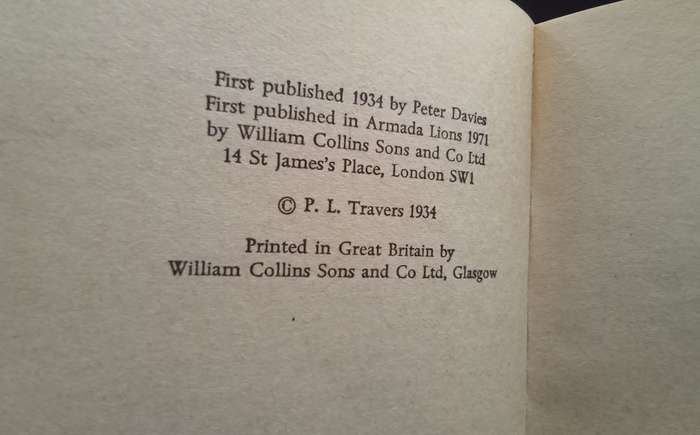 First published 1934 by Peter Davies
First published in Armada Lions 1971
by William Collins Sons and Co Ltd
14 St James's Place, London SW1
© P. L. Travers 1934
Printed in Great Britain by
William Collins Sons and Co Ltd, Glasgow